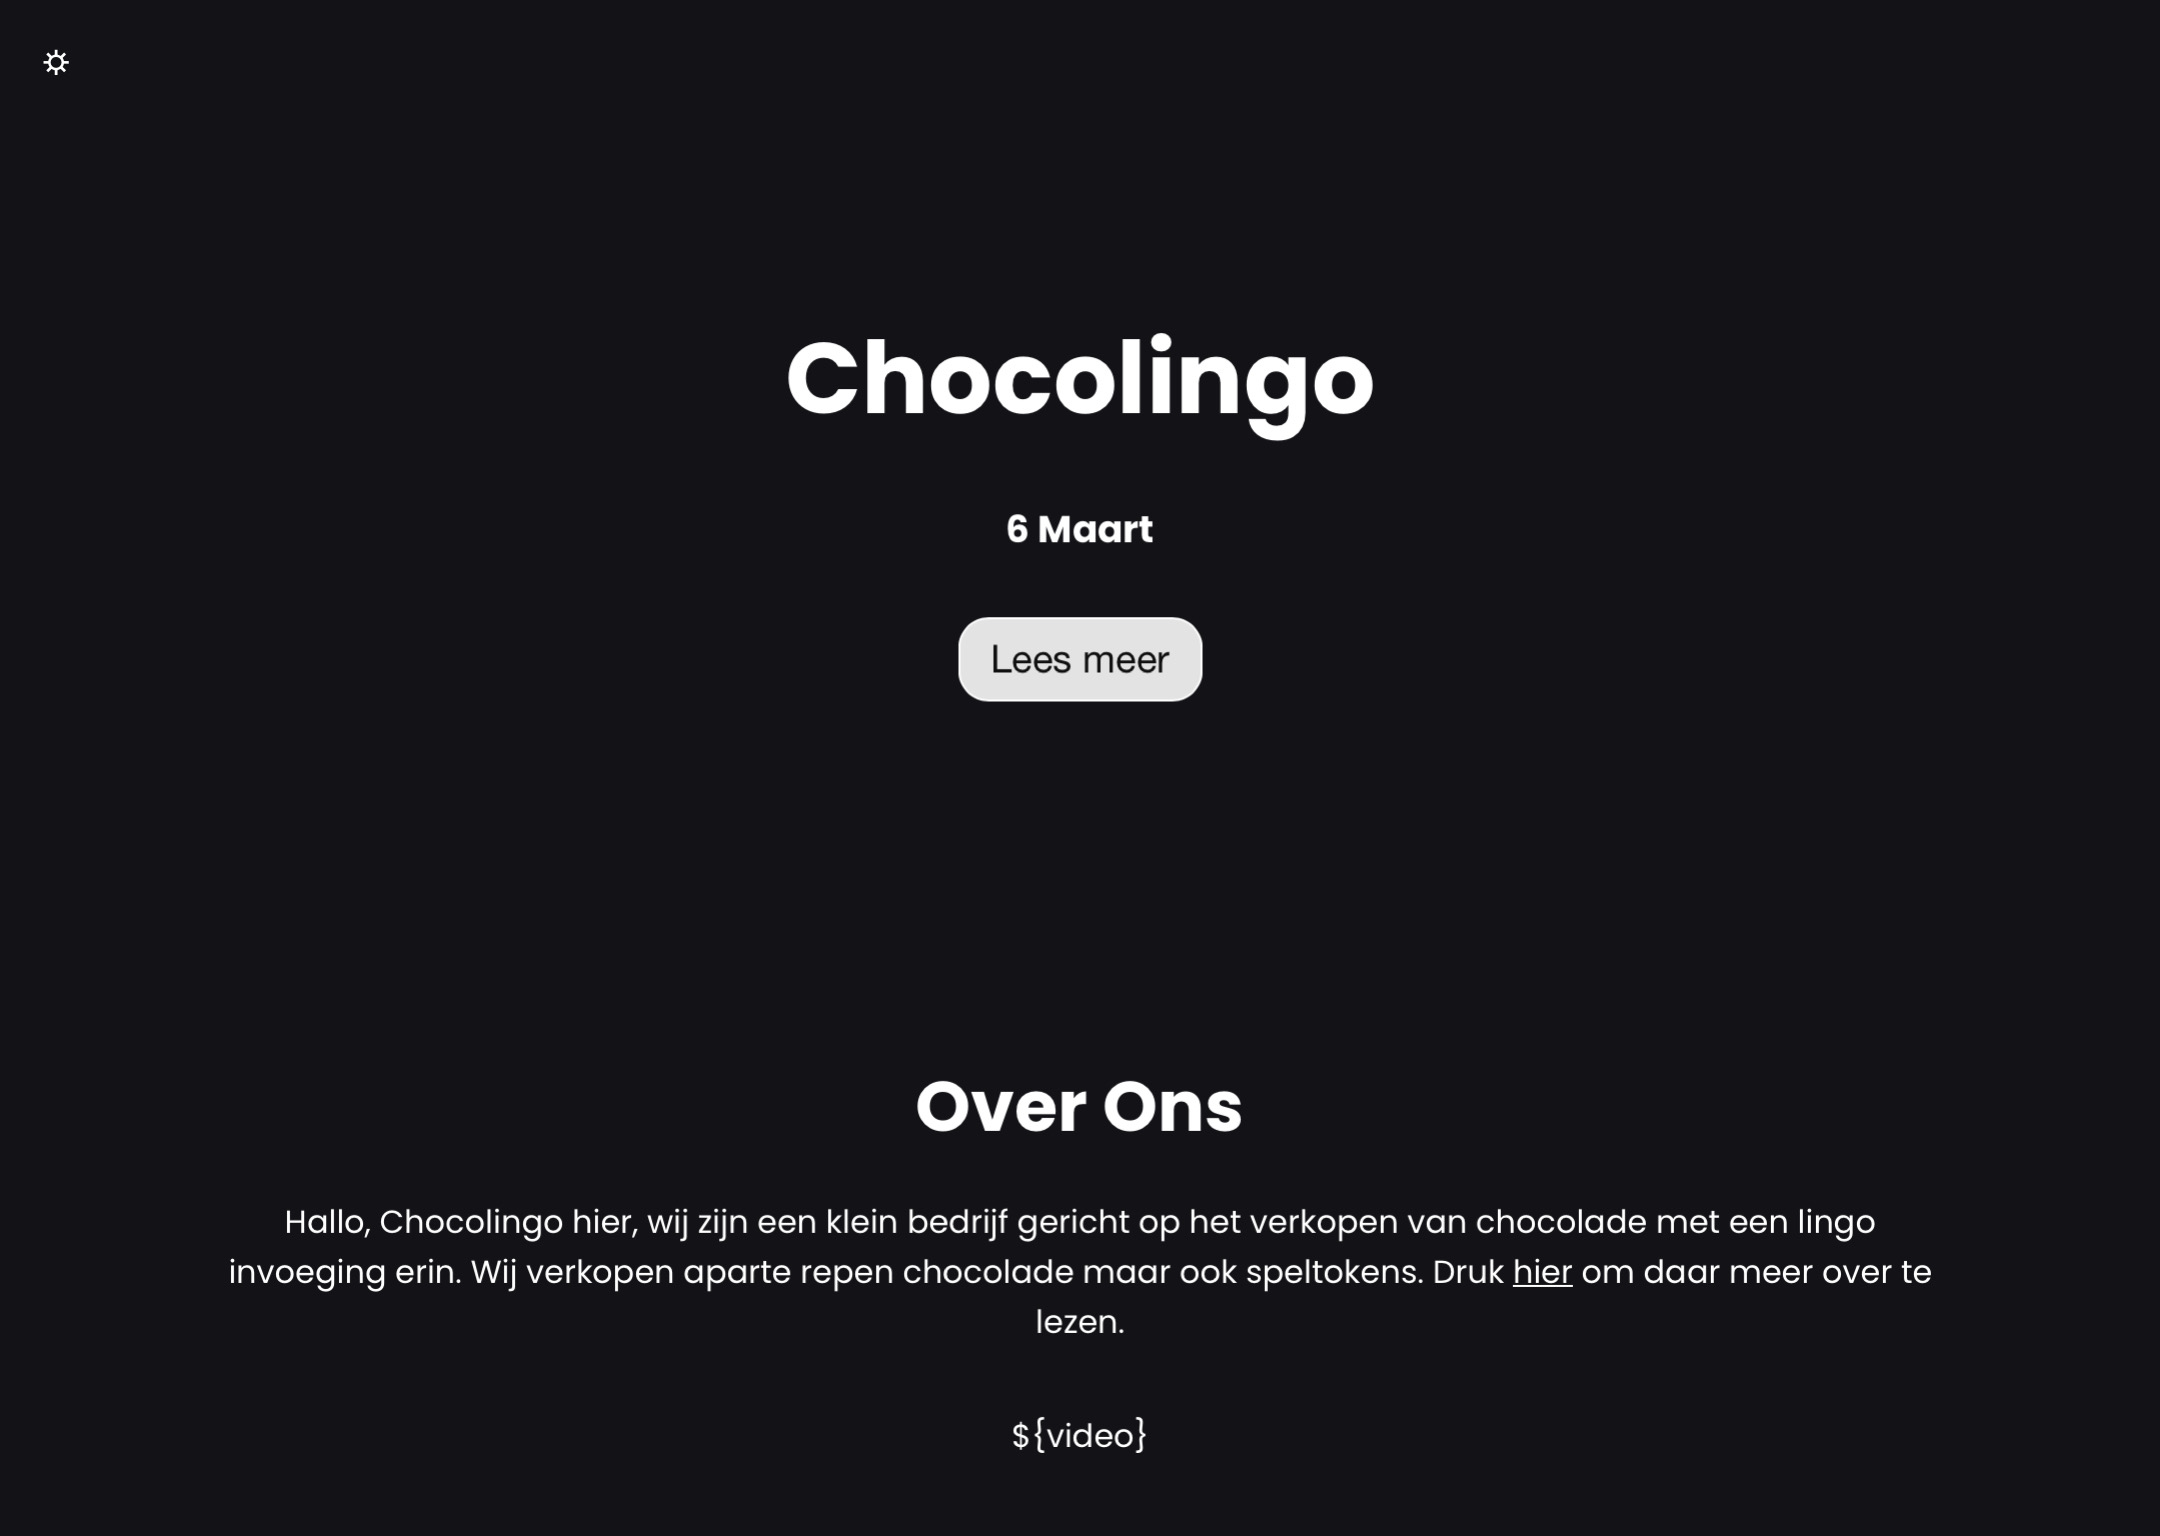 Chocolingo
6 Maart
Lees meer
Over Ons
Hallo, Chocolingo hier, wij zijn een klein bedrijf gericht op het verkopen van chocolade met een lingo
invoeging erin. Wij verkopen aparte repen chocolade maar ook speltokens. Druk hier om daar meer over te
lezen.
${video}